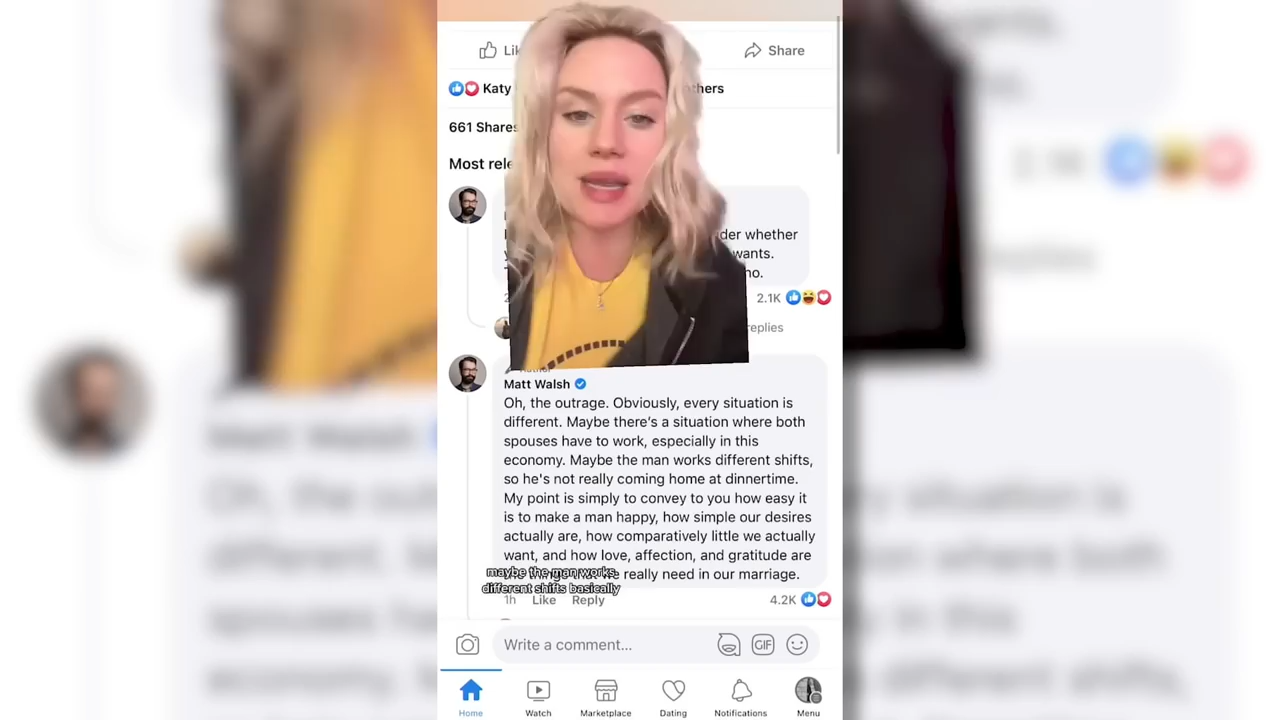 Lik
Share
Katy
others
661 Shares
Most rele
der whether
wants.
no.
2.1K
replies
Matt Walsh
Oh, the outrage. Obviously, every situation is
different. Maybe there's a situation where both
spouses have to work, especially in this
economy. Maybe the man works different shifts,
so he's not really coming home at dinnertime.
My point is simply to convey to you how easy it
is to make a man happy, how simple our desires
actually are, how comparatively little we actually
want, and how love, affection, and gratitude are
really need in our marriage.
maybe the man works
different shifts basically
1h Like Reply 4.2K
Write a comment...
GIF
Home Watch Marketplace Dating Notifications Menu